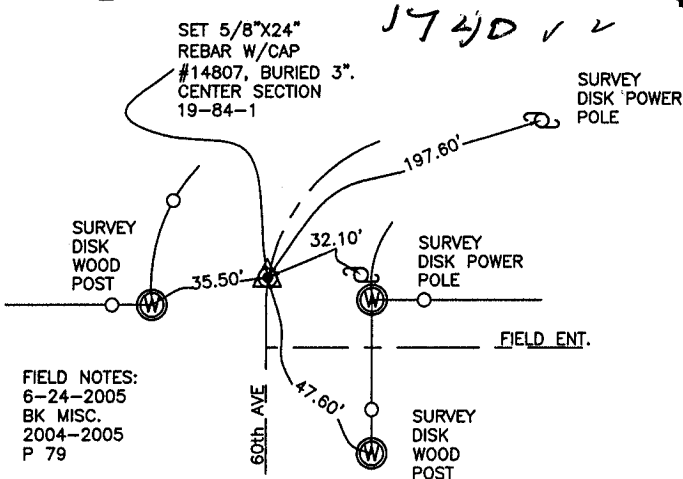 SET 5/8"X24"
REBAR W/CAP
#14807, BURIED 3".
CENTER SECTION
19-84-1
SURVEY
DISK POWER
POLE
197.60'
32.10'
SURVEY
DISK
WOOD
POST
35.50'
SURVEY
DISK POWER
POLE
W
W
FIELD ENT.
FIELD NOTES:
6-24-2005
BK MISC.
2004-2005
P 79
60th AVE
47.60'
W
SURVEY
DISK
WOOD
POST